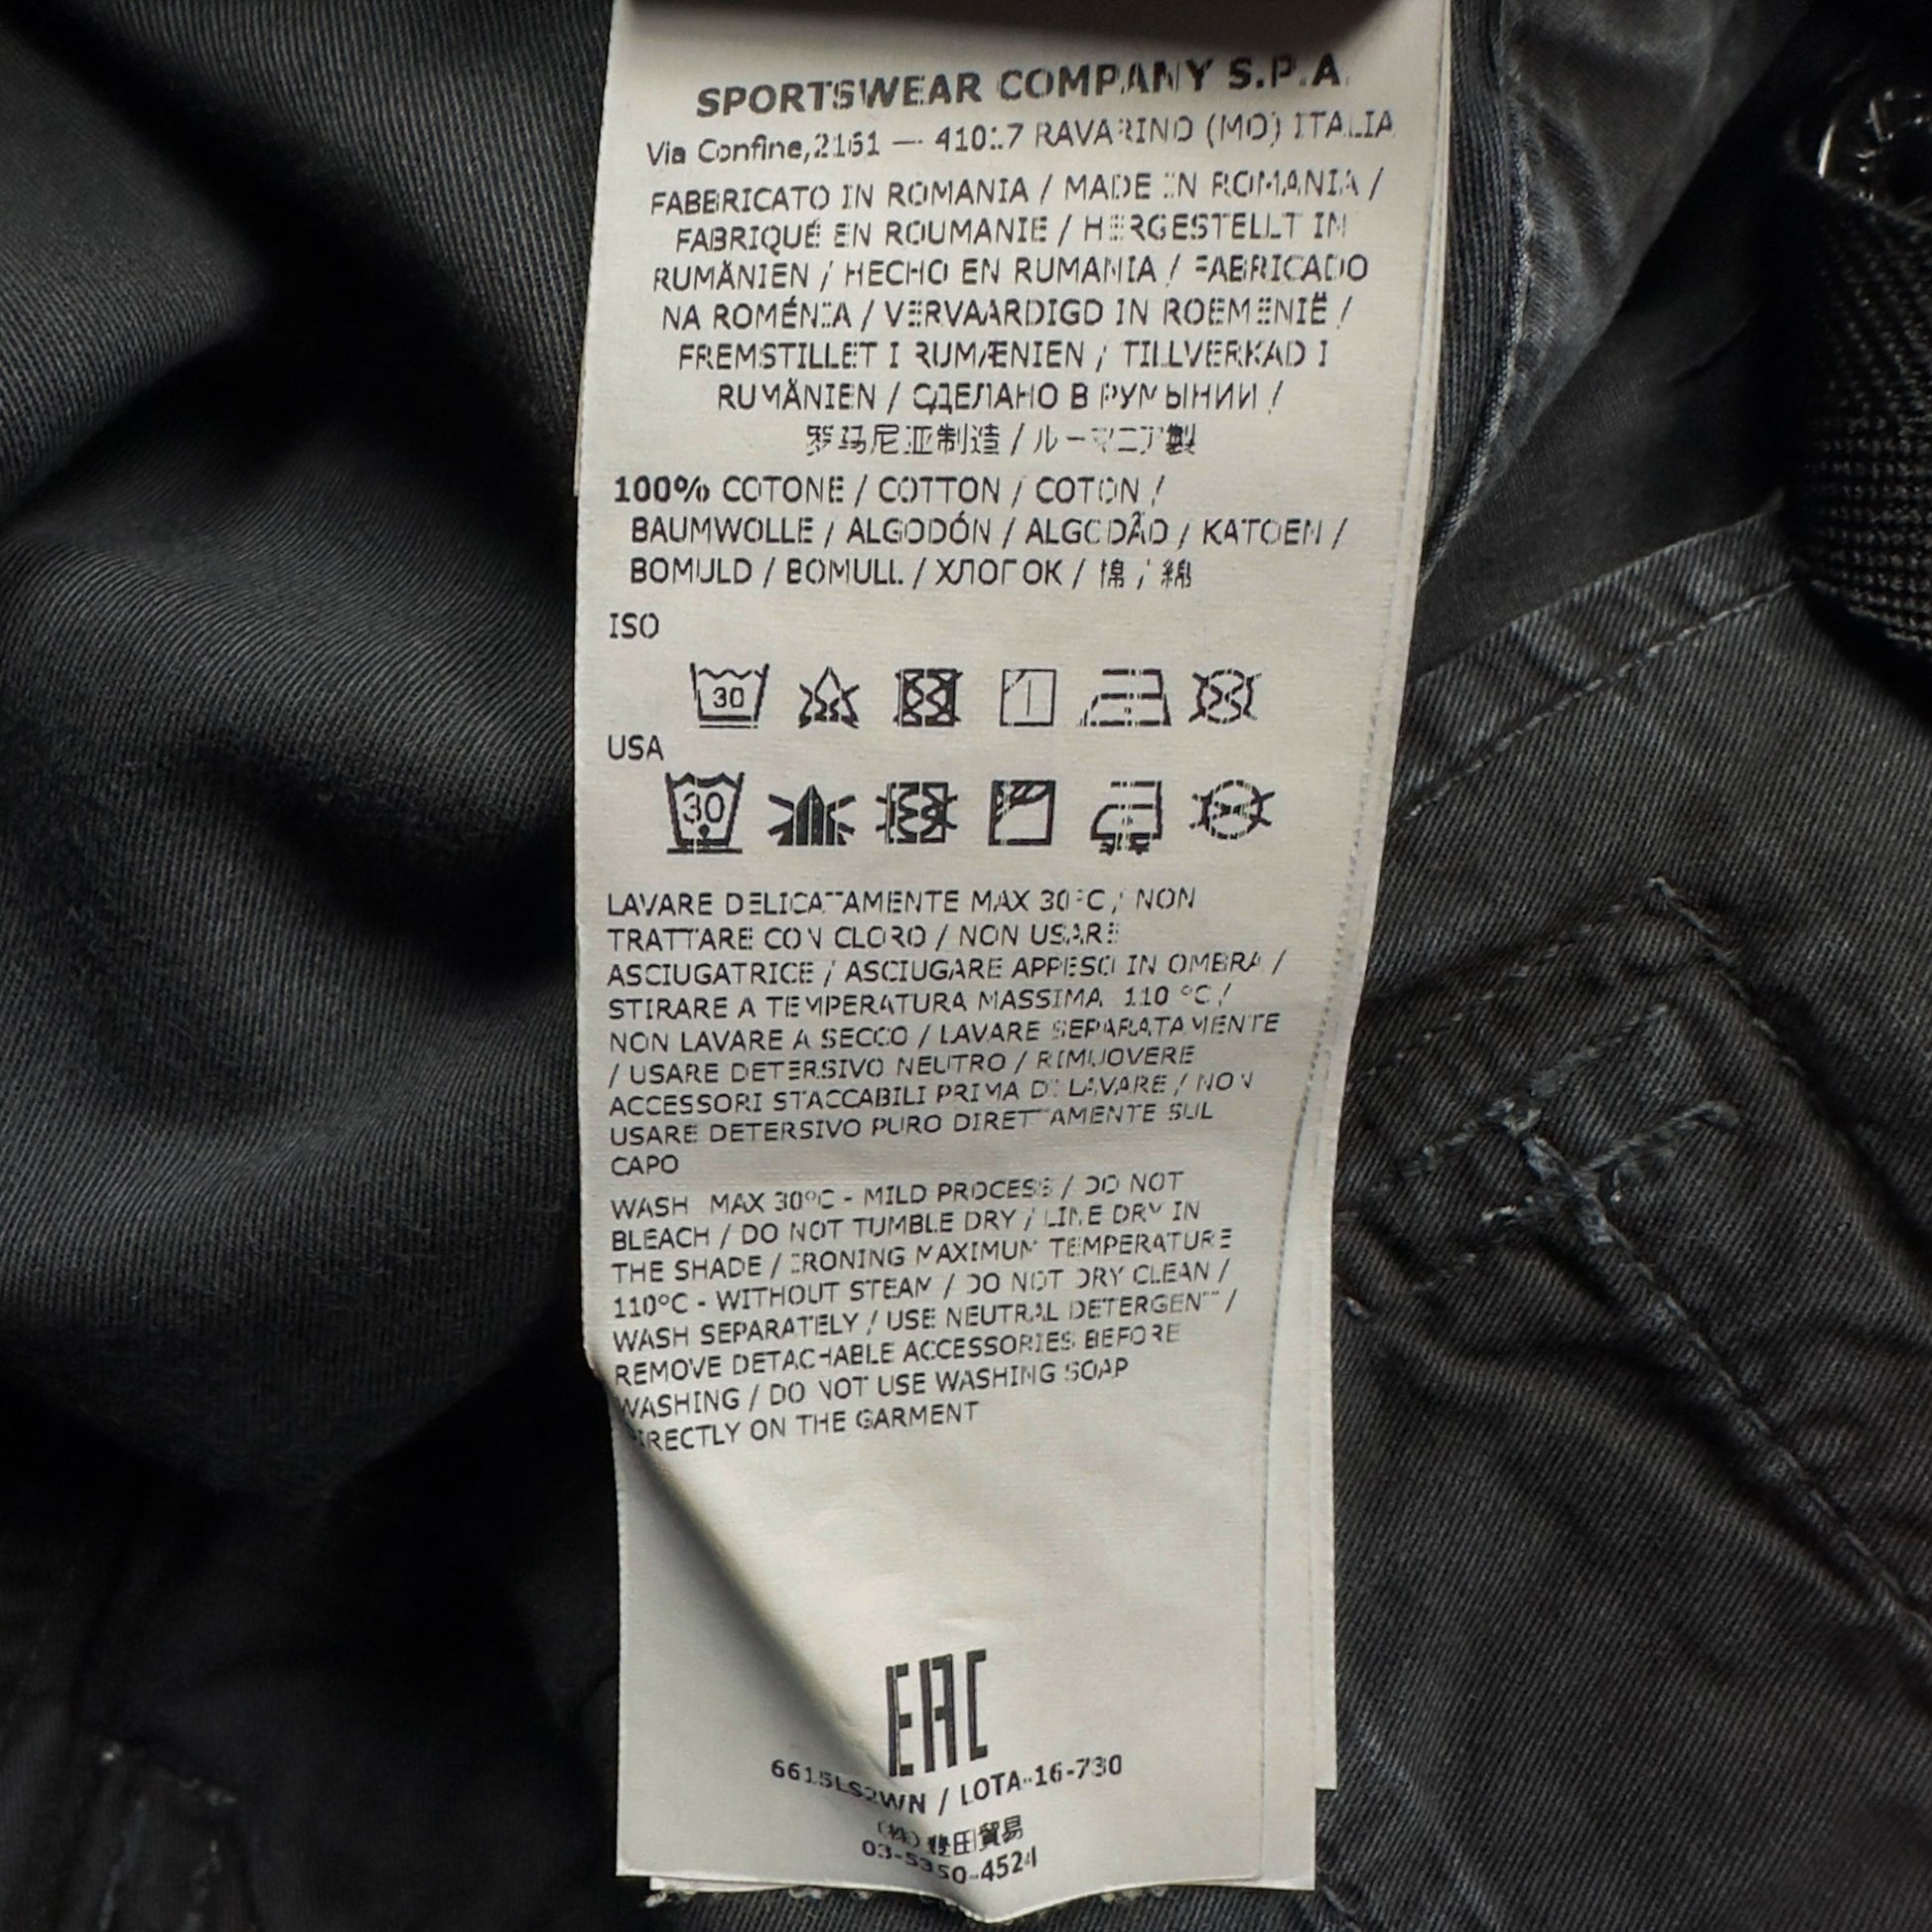 SPORTSWEAR COMPANY S.P.A.
Via Confine,2161 — 41017 RAVARINO (MO) ITALIA
FABBRICATO IN ROMANIA / MADE IN ROMANIA /
FABRIQUÉ EN ROUMANIE / HERGESTELLT IN
RUMÄNIEN / HECHO EN RUMANIA / FABRICADO
NA ROMÉNIA / VERVAARDIGD IN ROEMENIË /
FREMSTILLET I RUMÆNIEN / TILLVERKAD I
RUMÄNIEN / СДЕЛАНО В РУМЫНИИ /
罗马尼亚制造 / ルーマニア製
100% COTONE / COTTON / COTON /
BAUMWOLLE / ALGODÓN / ALGODÃO / KATOEN /
BOMULD / BOMULL / ХЛОПОК / 棉 / 綿
ISO
30
USA
30
LAVARE DELICATAMENTE MAX 30°C / NON
TRATTARE CON CLORO / NON USARE
ASCIUGATRICE / ASCIUGARE APPESO IN OMBRA /
STIRARE A TEMPERATURA MASSIMA 110 °C /
NON LAVARE A SECCO / LAVARE SEPARATAMENTE
/ USARE DETERSIVO NEUTRO / RIMUOVERE
ACCESSORI STACCABILI PRIMA DI LAVARE / NON
USARE DETERSIVO PURO DIRETTAMENTE SUL
CAPO
WASH MAX 30°C - MILD PROCESS / DO NOT
BLEACH / DO NOT TUMBLE DRY / LINE DRY IN
THE SHADE / IRONING MAXIMUM TEMPERATURE
110°C - WITHOUT STEAM / DO NOT DRY CLEAN /
WASH SEPARATELY / USE NEUTRAL DETERGENT /
REMOVE DETACHABLE ACCESSORIES BEFORE
WASHING / DO NOT USE WASHING SOAP
DIRECTLY ON THE GARMENT
EAC
6615LS2WN / LOTA-16-730
(株)豊田貿易
03-5350-4524